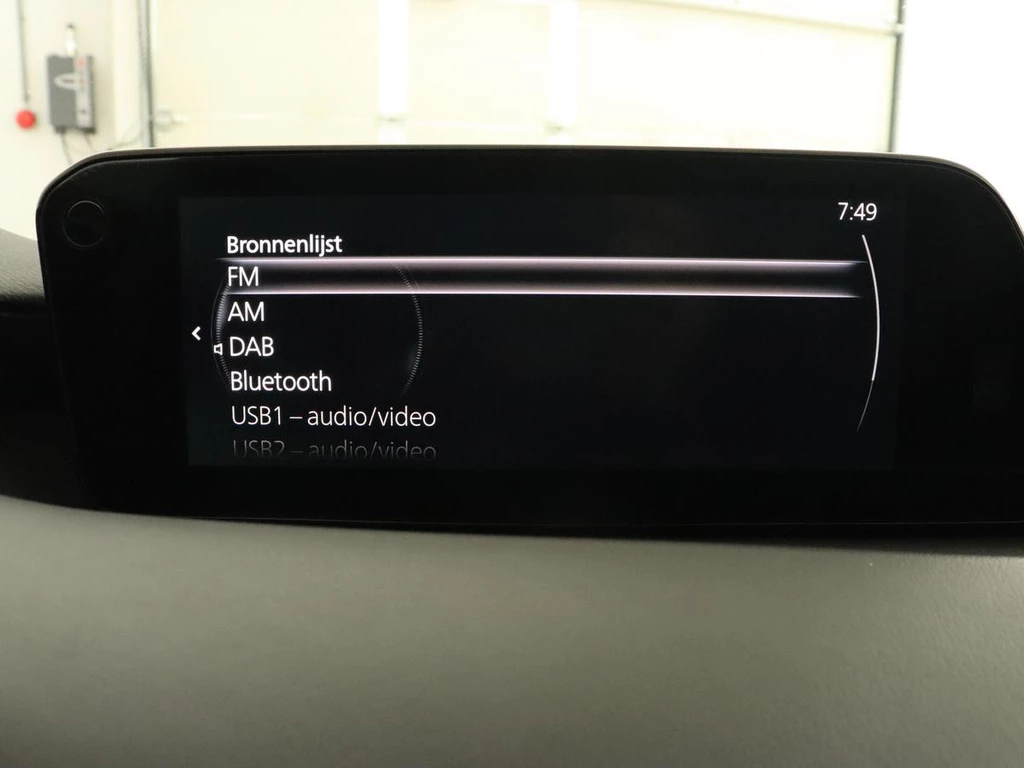 7:49
Bronnenlijst
FM
AM
DAB
Bluetooth
USB1 – audio/video
USB2 – audio/video